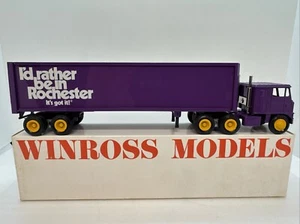 I'd rather
be in
Rochester
It's got it!
WINROSS MODELS